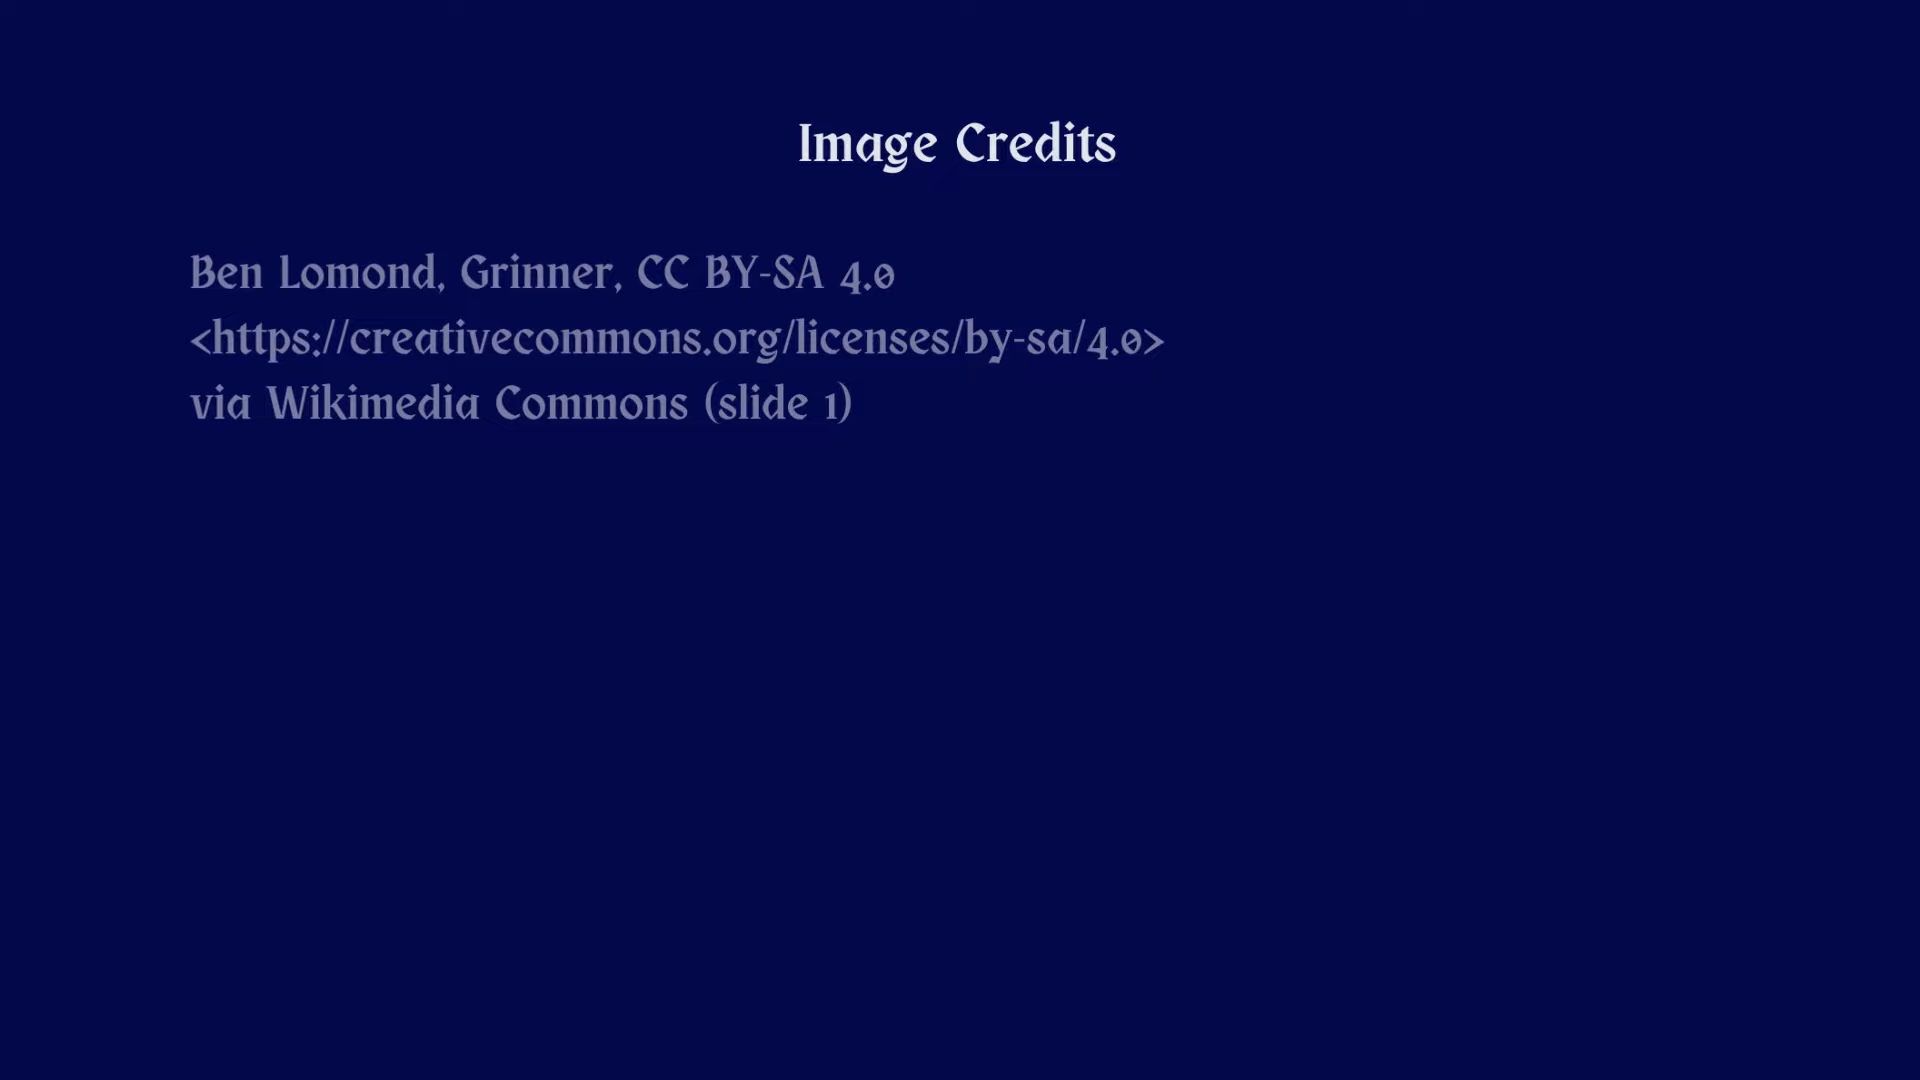 Image Credits
Ben Lomond, Grinner, CC BY-SA 4.0
<https://creativecommons.org/licenses/by-sa/4.0>
via Wikimedia Commons (slide 1)